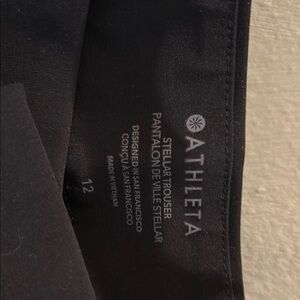 ATHLETA
STELLAR TROUSER
PANTALON DE VILLE STELLAR
DESIGNED IN SAN FRANCISCO
CONÇU À SAN FRANCISCO
MADE IN VIETNAM
12